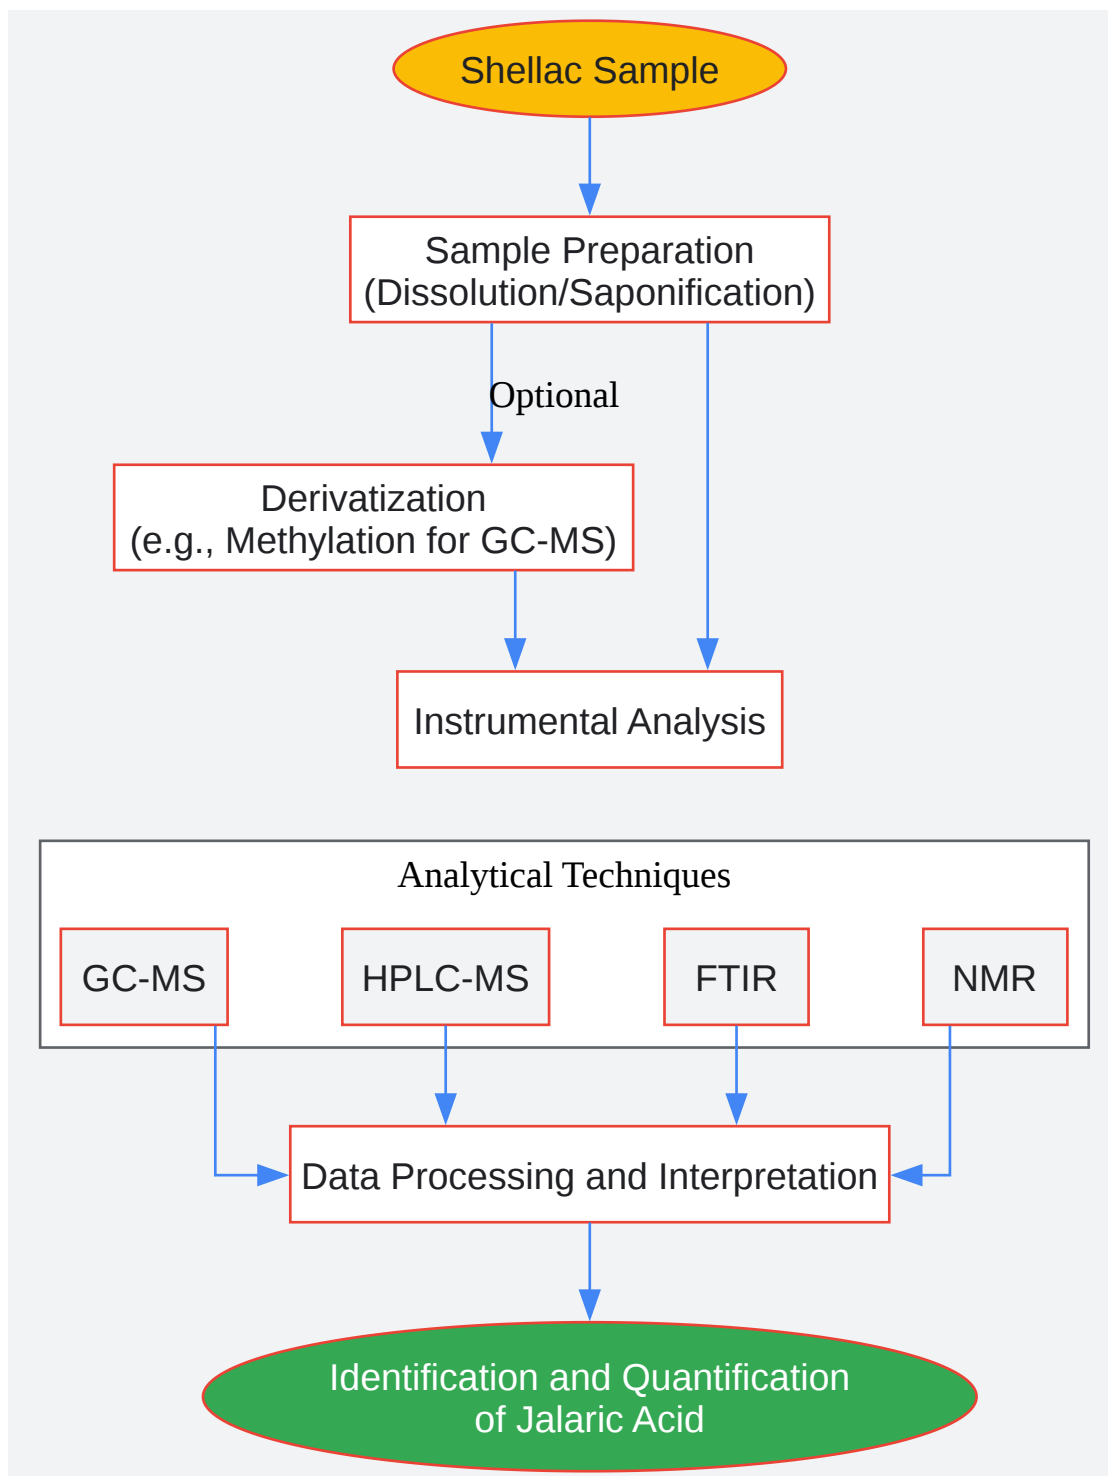 Shellac Sample
Sample Preparation
(Dissolution/Saponification)
Optional
Derivatization
(e.g., Methylation for GC-MS)
Instrumental Analysis
Analytical Techniques
GC-MS
HPLC-MS
FTIR
NMR
Data Processing and Interpretation
Identification and Quantification
of Jalaric Acid